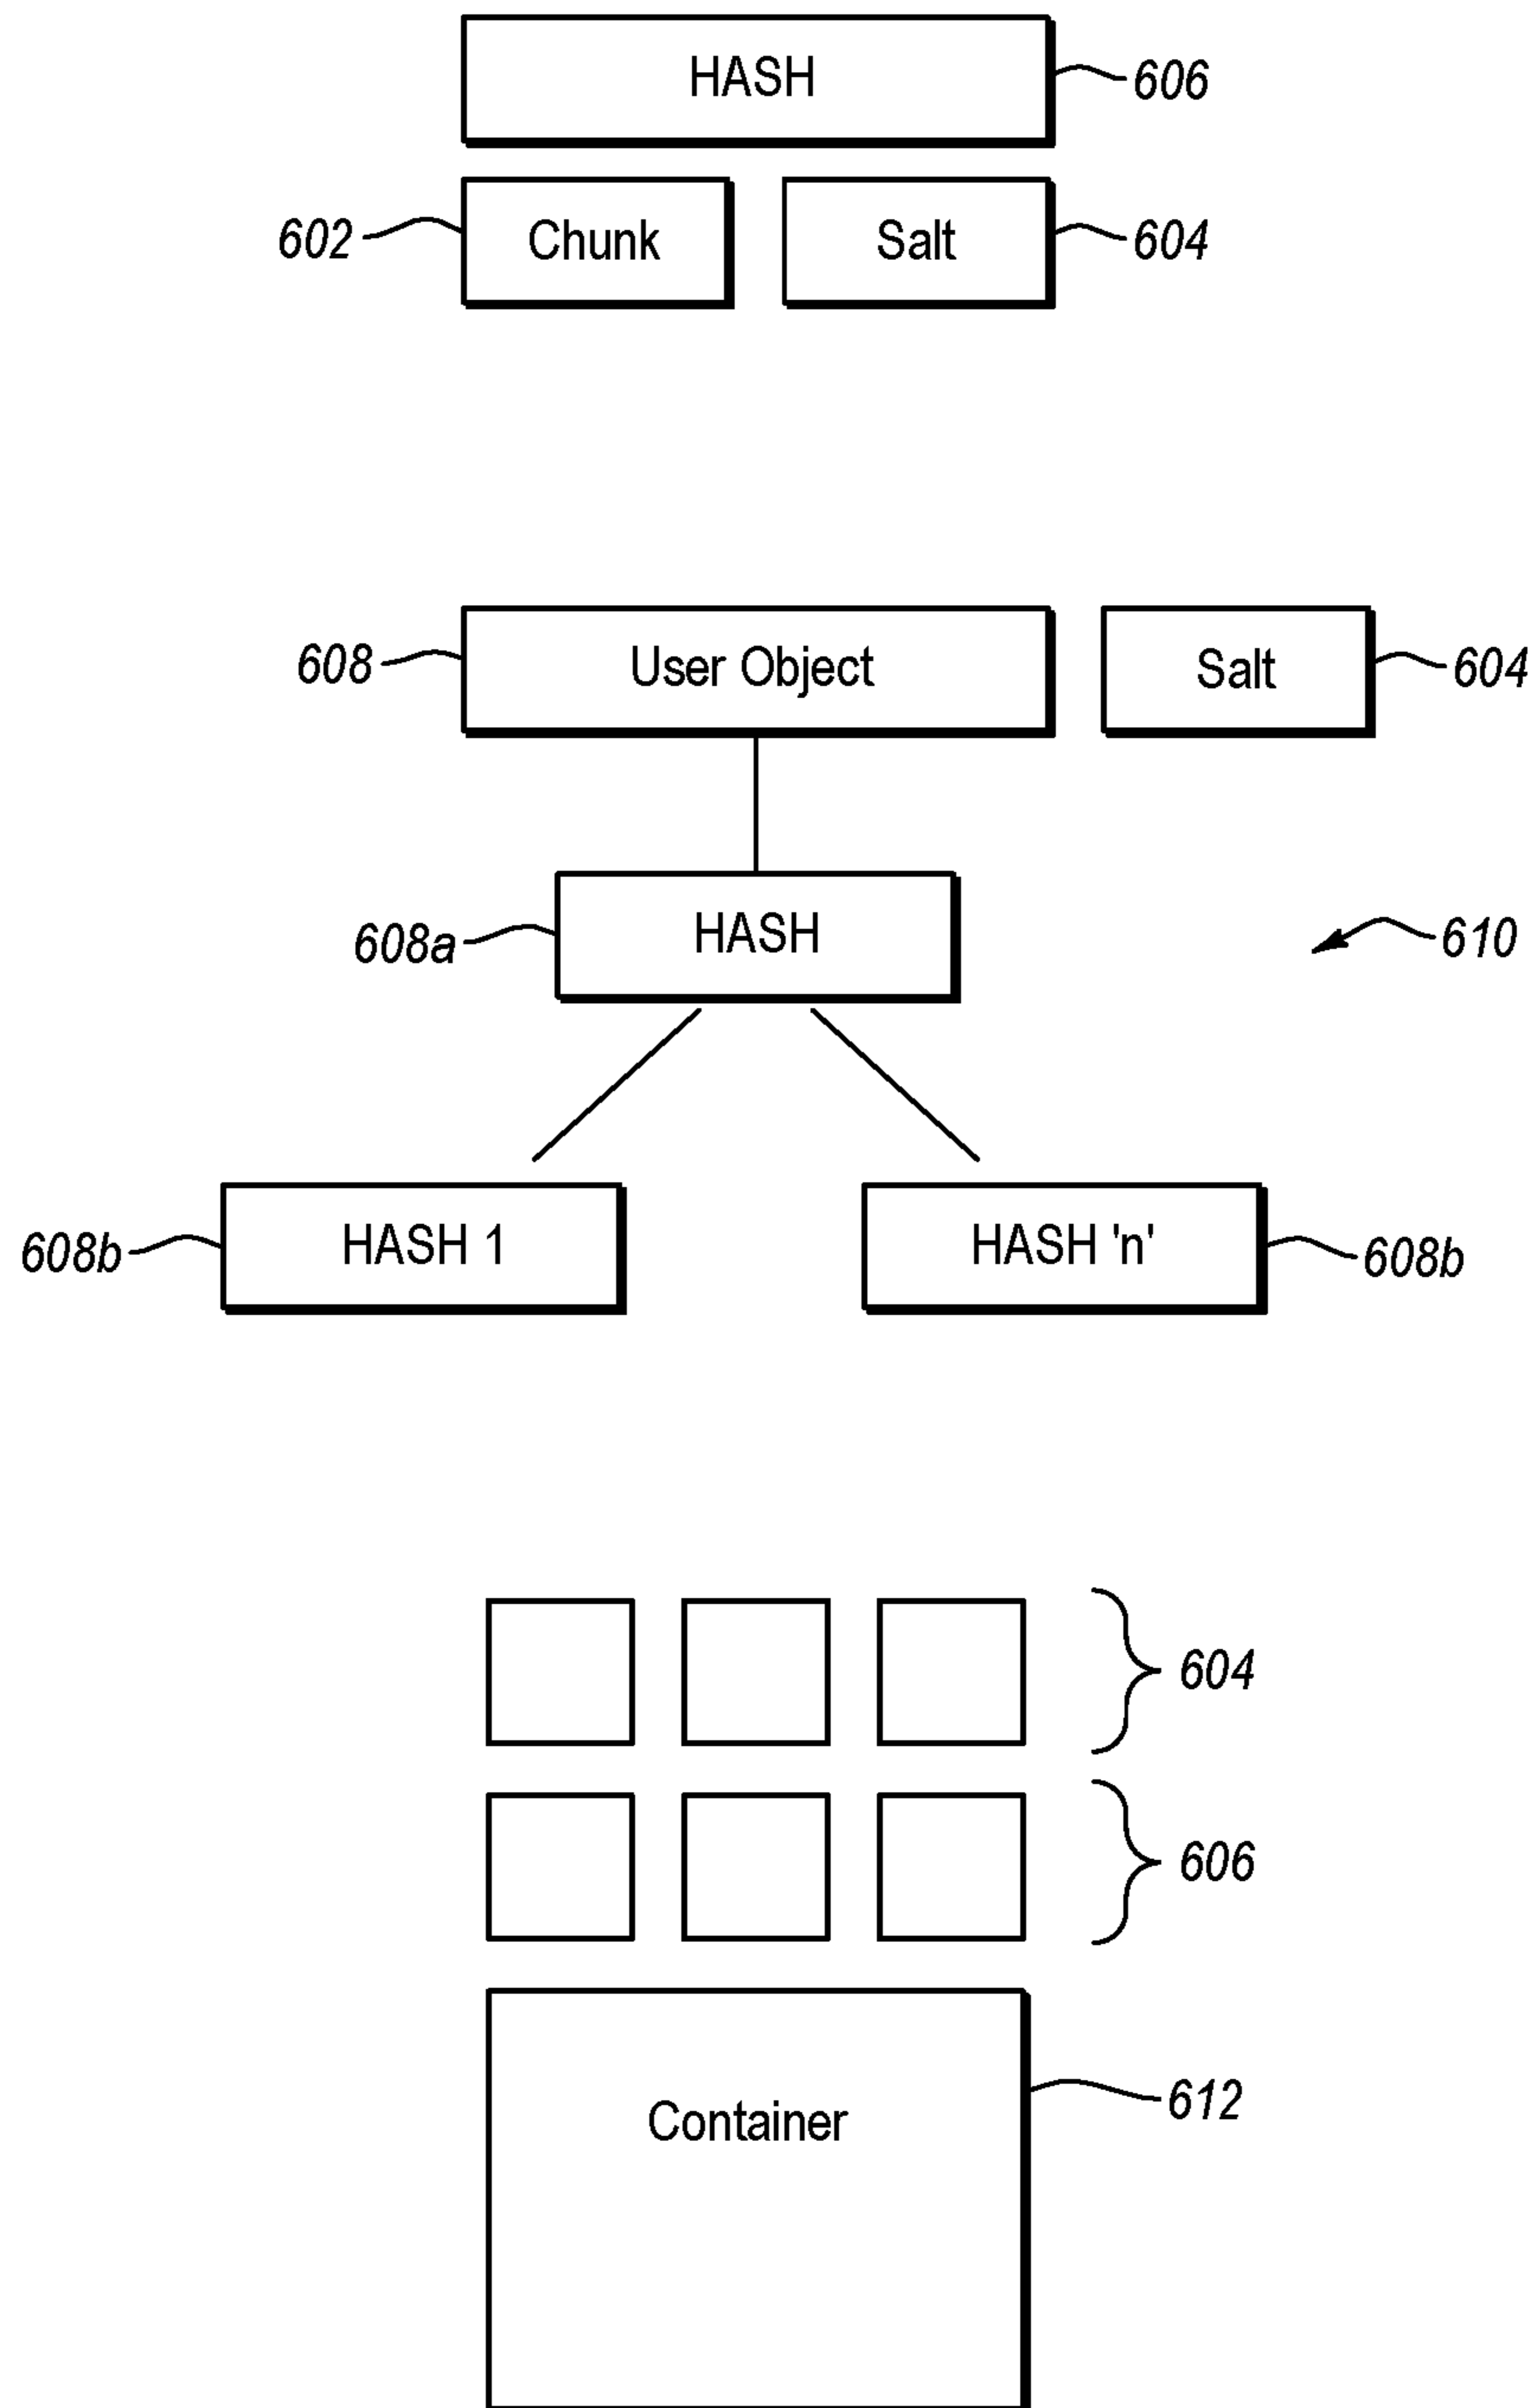 HASH 606
602 Chunk Salt 604
608 User Object Salt 604
608a HASH 610
608b HASH 1 HASH 'n' 608b
604
606
Container 612